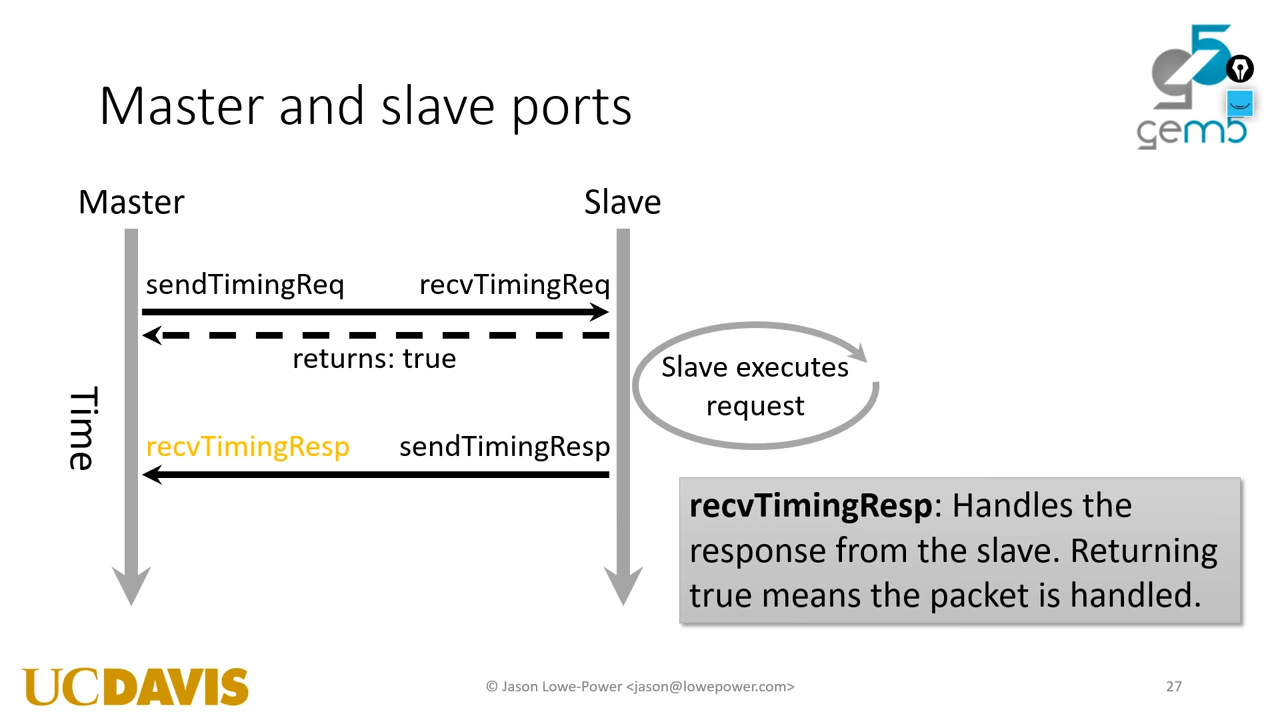 Master and slave ports
gem5
Master
Slave
sendTimingReq
recvTimingReq
returns: true
Slave executes
request
Time
recvTimingResp
sendTimingResp
recvTimingResp: Handles the
response from the slave. Returning
true means the packet is handled.
UCDAVIS
© Jason Lowe-Power <jason@lowepower.com>
27